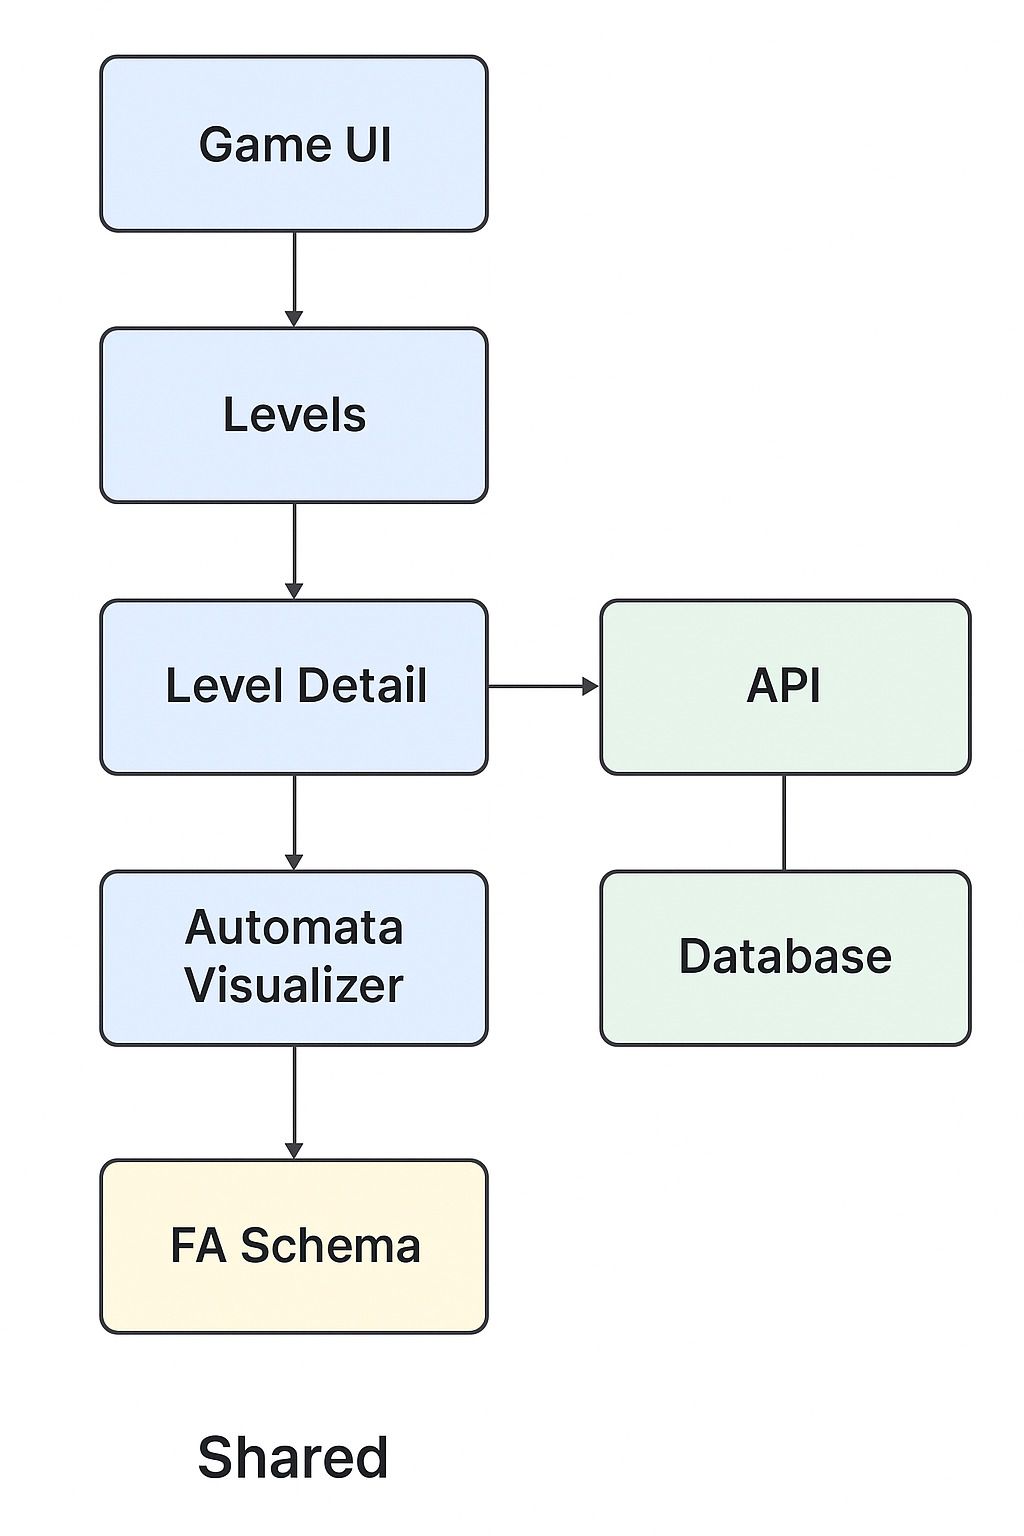 Game UI
Levels
Level Detail
API
Automata
Visualizer
Database
FA Schema
Shared